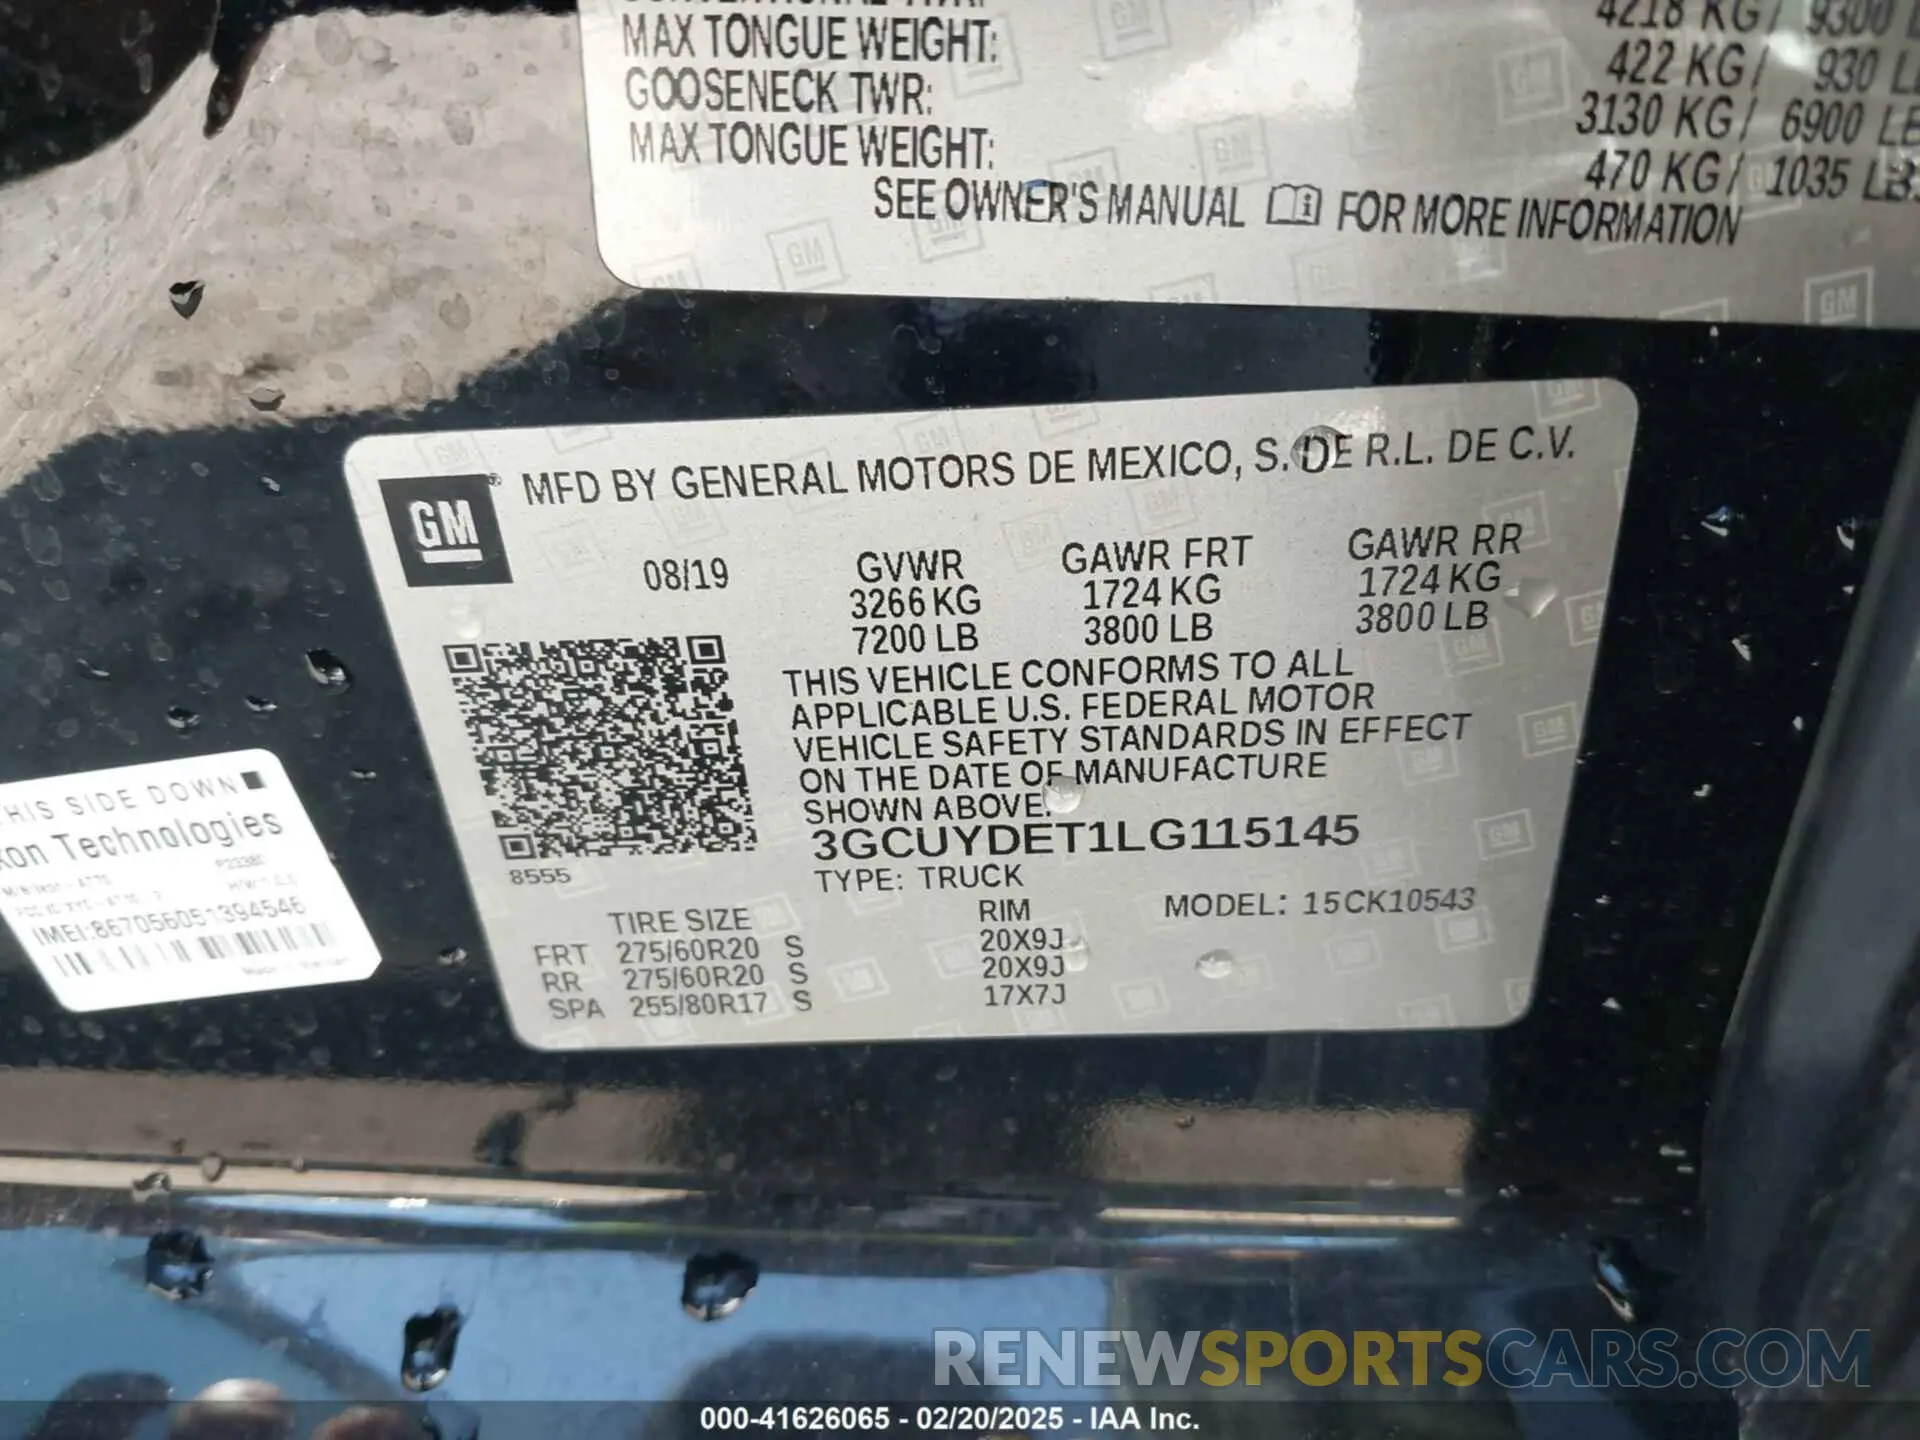 MAX TONGUE WEIGHT:
GOOSENECK TWR:
MAX TONGUE WEIGHT:
4218 KG / 9300
422 KG / 930
3130 KG / 6900 LB
470 KG / 1035 LB
SEE OWNER'S MANUAL FOR MORE INFORMATION
GM
MFD BY GENERAL MOTORS DE MEXICO, S. DE R.L. DE C.V.
08/19
GVWR
3266 KG
7200 LB
GAWR FRT
1724 KG
3800 LB
GAWR RR
1724 KG
3800 LB
THIS VEHICLE CONFORMS TO ALL
APPLICABLE U.S. FEDERAL MOTOR
VEHICLE SAFETY STANDARDS IN EFFECT
ON THE DATE OF MANUFACTURE
SHOWN ABOVE.
3GCUYDET1LG115145
8555
TYPE: TRUCK
MODEL: 15CK10543
TIRE SIZE RIM
FRT 275/60R20 S 20X9J
RR 275/60R20 S 20X9J
SPA 255/80R17 S 17X7J
SIDE DOWN
Technologies
IMEI:867056051394546
RENEWSPORTSCARS.COM
000-41626065 - 02/20/2025 - IAA Inc.